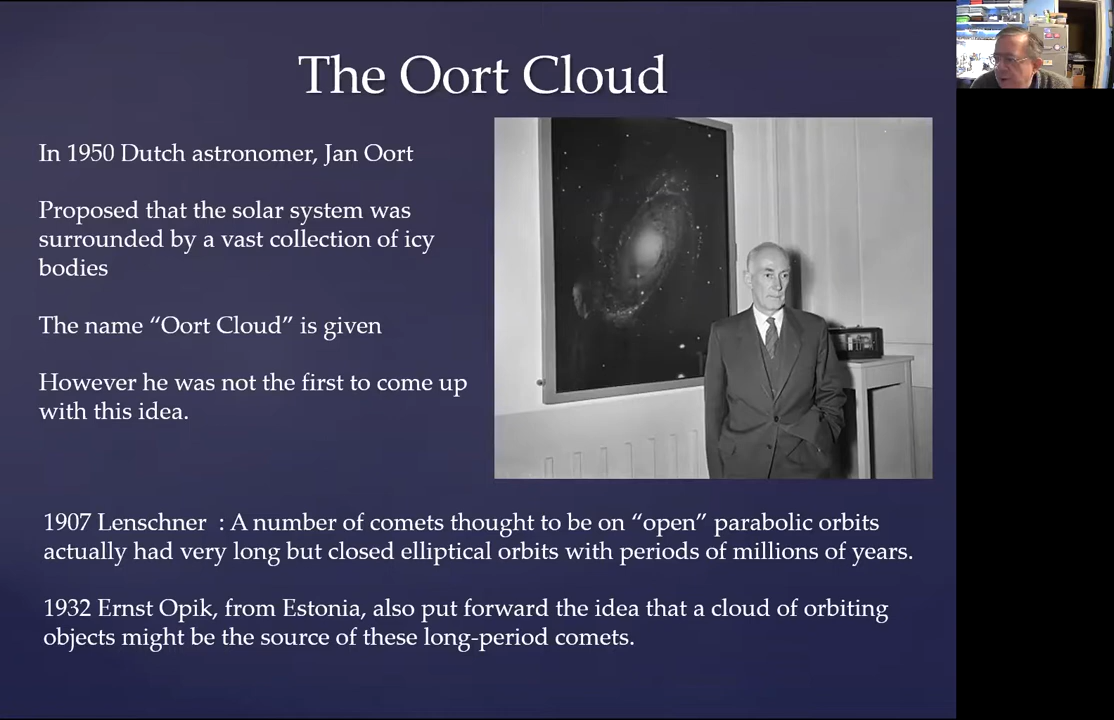 The Oort Cloud
In 1950 Dutch astronomer, Jan Oort
Proposed that the solar system was
surrounded by a vast collection of icy
bodies
The name “Oort Cloud” is given
However he was not the first to come up
with this idea.
1907 Lenschner : A number of comets thought to be on “open” parabolic orbits
actually had very long but closed elliptical orbits with periods of millions of years.
1932 Ernst Opik, from Estonia, also put forward the idea that a cloud of orbiting
objects might be the source of these long-period comets.